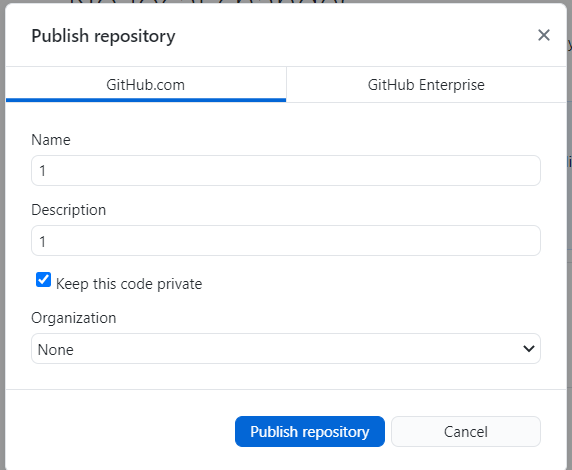 Publish repository
GitHub.com
GitHub Enterprise
Name
1
Description
1
Keep this code private
Organization
None
Publish repository
Cancel